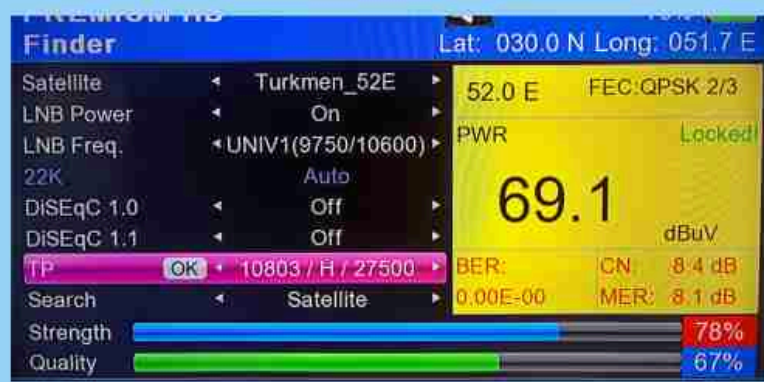 PREMIUM HD
Finder
Lat: 030.0 N Long: 051.7 E
Satellite Turkmen_52E
LNB Power On
LNB Freq. UNIV1(9750/10600)
22K Auto
DiSEqC 1.0 Off
DiSEqC 1.1 Off
TP OK 10803 / H / 27500
Search Satellite
52.0 E FEC:QPSK 2/3
PWR Locked!
69.1
dBuV
BER: CN: 8.4 dB
0.00E-00 MER: 8.1 dB
Strength 78%
Quality 67%